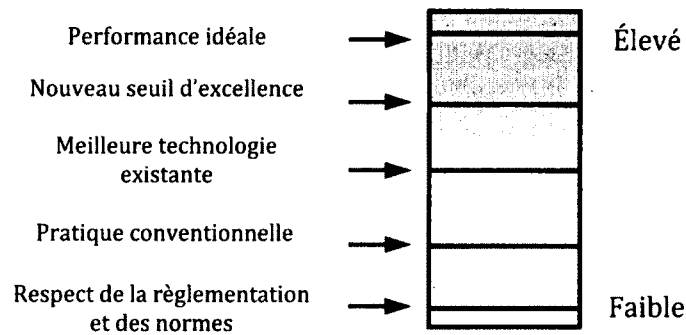 Performance idéale
Élevé
Nouveau seuil d'excellence
Meilleure technologie
existante
Pratique conventionnelle
Respect de la règlementation
et des normes
Faible